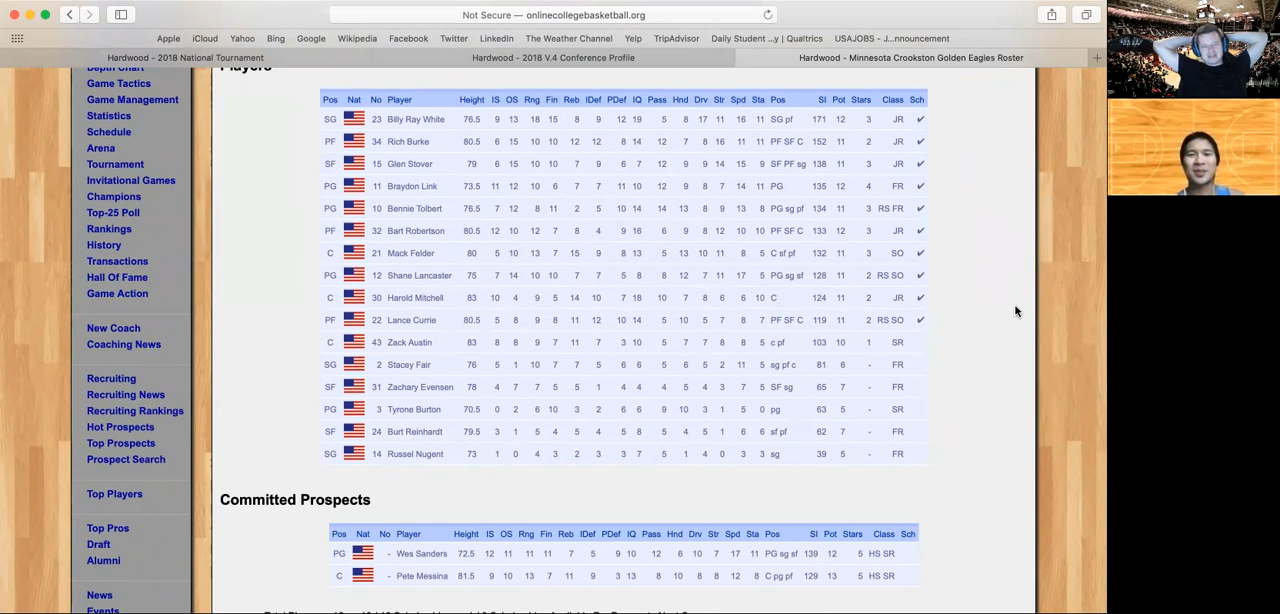 Not Secure — onlinecollegebasketball.org
Apple iCloud Yahoo Bing Google Wikipedia Facebook Twitter LinkedIn The Weather Channel Yelp TripAdvisor Daily Student ...y | Qualtrics USAJOBS - J...nnouncement
Hardwood - 2018 National Tournament Hardwood - 2018 V.4 Conference Profile Hardwood - Minnesota Crookston Golden Eagles Roster
Depth Chart
Game Tactics
Game Management
Statistics
Schedule
Arena
Tournament
Invitational Games
Champions
Top-25 Poll
Rankings
History
Transactions
Hall Of Fame
Game Action
New Coach
Coaching News
Recruiting
Recruiting News
Recruiting Rankings
Hot Prospects
Top Prospects
Prospect Search
Top Players
Top Pros
Draft
Alumni
News
Events
Players
Pos Nat No Player Height IS OS Rng Fin Reb IDef PDef IQ Pass Hnd Drv Str Spd Sta Pos SI Pot Stars Class Sch
SG 23 Billy Ray White 76.5 9 13 18 15 8 9 12 19 5 8 17 11 16 11 SG pf 171 12 3 JR ✓
PF 34 Rich Burke 80.5 6 15 10 10 12 12 8 14 12 7 8 16 11 11 PF SF C 152 11 2 JR ✓
SF 15 Glen Stover 79 5 15 10 10 7 9 6 7 12 9 9 14 15 9 SF PF sg 138 11 3 JR ✓
PG 11 Braydon Link 73.5 11 12 10 6 7 7 11 10 12 9 8 7 14 11 PG 135 12 4 FR ✓
PG 10 Bennie Tolbert 76.5 7 12 8 11 2 5 10 14 14 13 8 9 13 8 PG sg pf 134 11 3 RS FR ✓
PF 32 Bart Robertson 80.5 12 10 12 7 8 4 9 16 6 9 8 12 10 10 PF SF C 133 12 3 JR ✓
C 21 Mack Felder 80 5 10 13 7 15 9 8 13 5 13 10 11 8 5 C sf pf 132 11 3 SO ✓
PG 12 Shane Lancaster 75 7 14 10 10 7 7 5 8 8 12 7 11 17 5 PG sg sf 128 11 2 RS SO ✓
C 30 Harold Mitchell 83 10 4 9 5 14 10 7 18 10 7 8 6 6 10 C 124 11 2 JR ✓
PF 22 Lance Currie 80.5 5 8 9 8 11 12 10 14 5 10 5 7 8 7 PF SF C 119 11 2 RS SO ✓
C 43 Zack Austin 83 8 8 9 7 11 7 3 10 5 7 7 8 8 5 c pf 103 10 1 SR
SG 2 Stacey Fair 76 5 1 10 7 7 5 6 6 5 6 5 2 11 5 sg pf c 81 6 - FR
SF 31 Zachary Evensen 78 4 7 7 5 5 1 4 4 4 5 4 3 7 5 SF sg 65 7 - FR
PG 3 Tyrone Burton 70.5 0 2 6 10 3 2 6 6 9 10 3 1 5 0 pg 63 5 - SR
SF 24 Burt Reinhardt 79.5 3 1 5 4 5 4 5 8 4 5 1 6 6 5 sf pf 62 7 - FR
SG 14 Russel Nugent 73 1 0 4 3 2 3 3 7 5 1 4 0 3 3 sg 39 5 - FR
Committed Prospects
Pos Nat No Player Height IS OS Rng Fin Reb IDef PDef IQ Pass Hnd Drv Str Spd Sta Pos SI Pot Stars Class Sch
PG - Wes Sanders 72.5 12 11 11 11 7 5 9 10 12 6 10 7 17 11 PG sg sf 139 12 5 HS SR
C - Pete Messina 81.5 9 10 13 7 11 9 3 13 8 10 8 8 12 8 C pg pf 129 13 5 HS SR